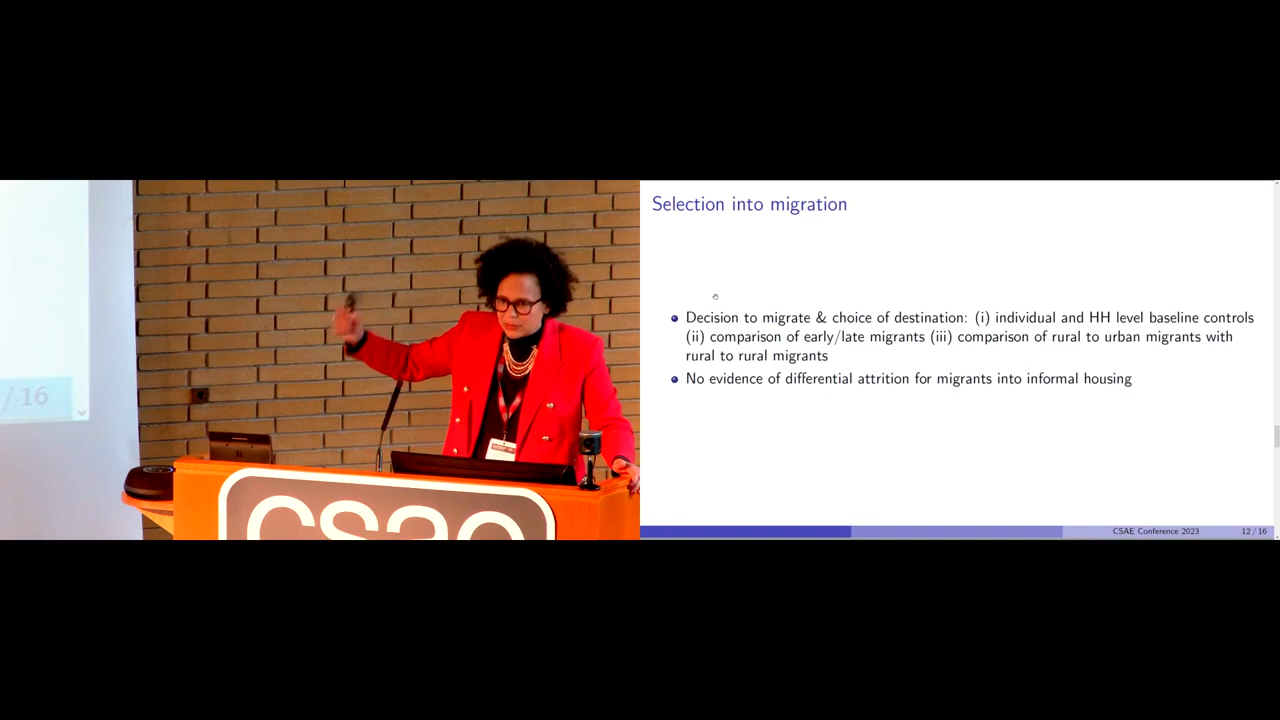 / 16
csae
Selection into migration
Decision to migrate & choice of destination: (i) individual and HH level baseline controls
(ii) comparison of early/late migrants (iii) comparison of rural to urban migrants with
rural to rural migrants
No evidence of differential attrition for migrants into informal housing
CSAE Conference 2023
12 / 16